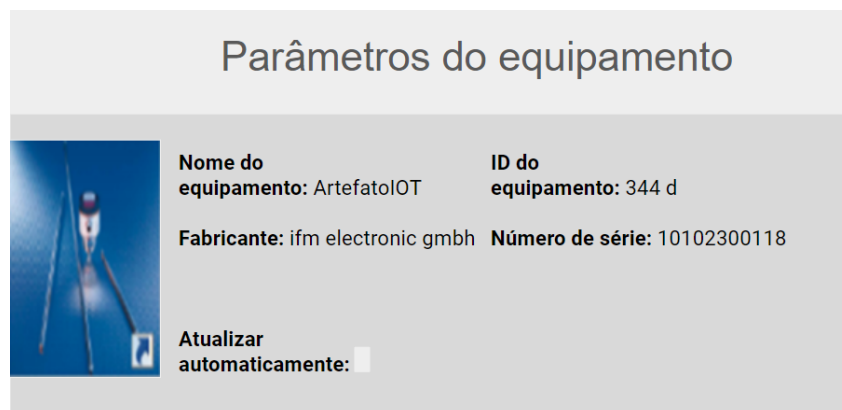 Parâmetros do equipamento
Nome do
equipamento: ArtefatoIOT
ID do
equipamento: 344 d
Fabricante: ifm electronic gmbh
Número de série: 10102300118
Atualizar
automaticamente: